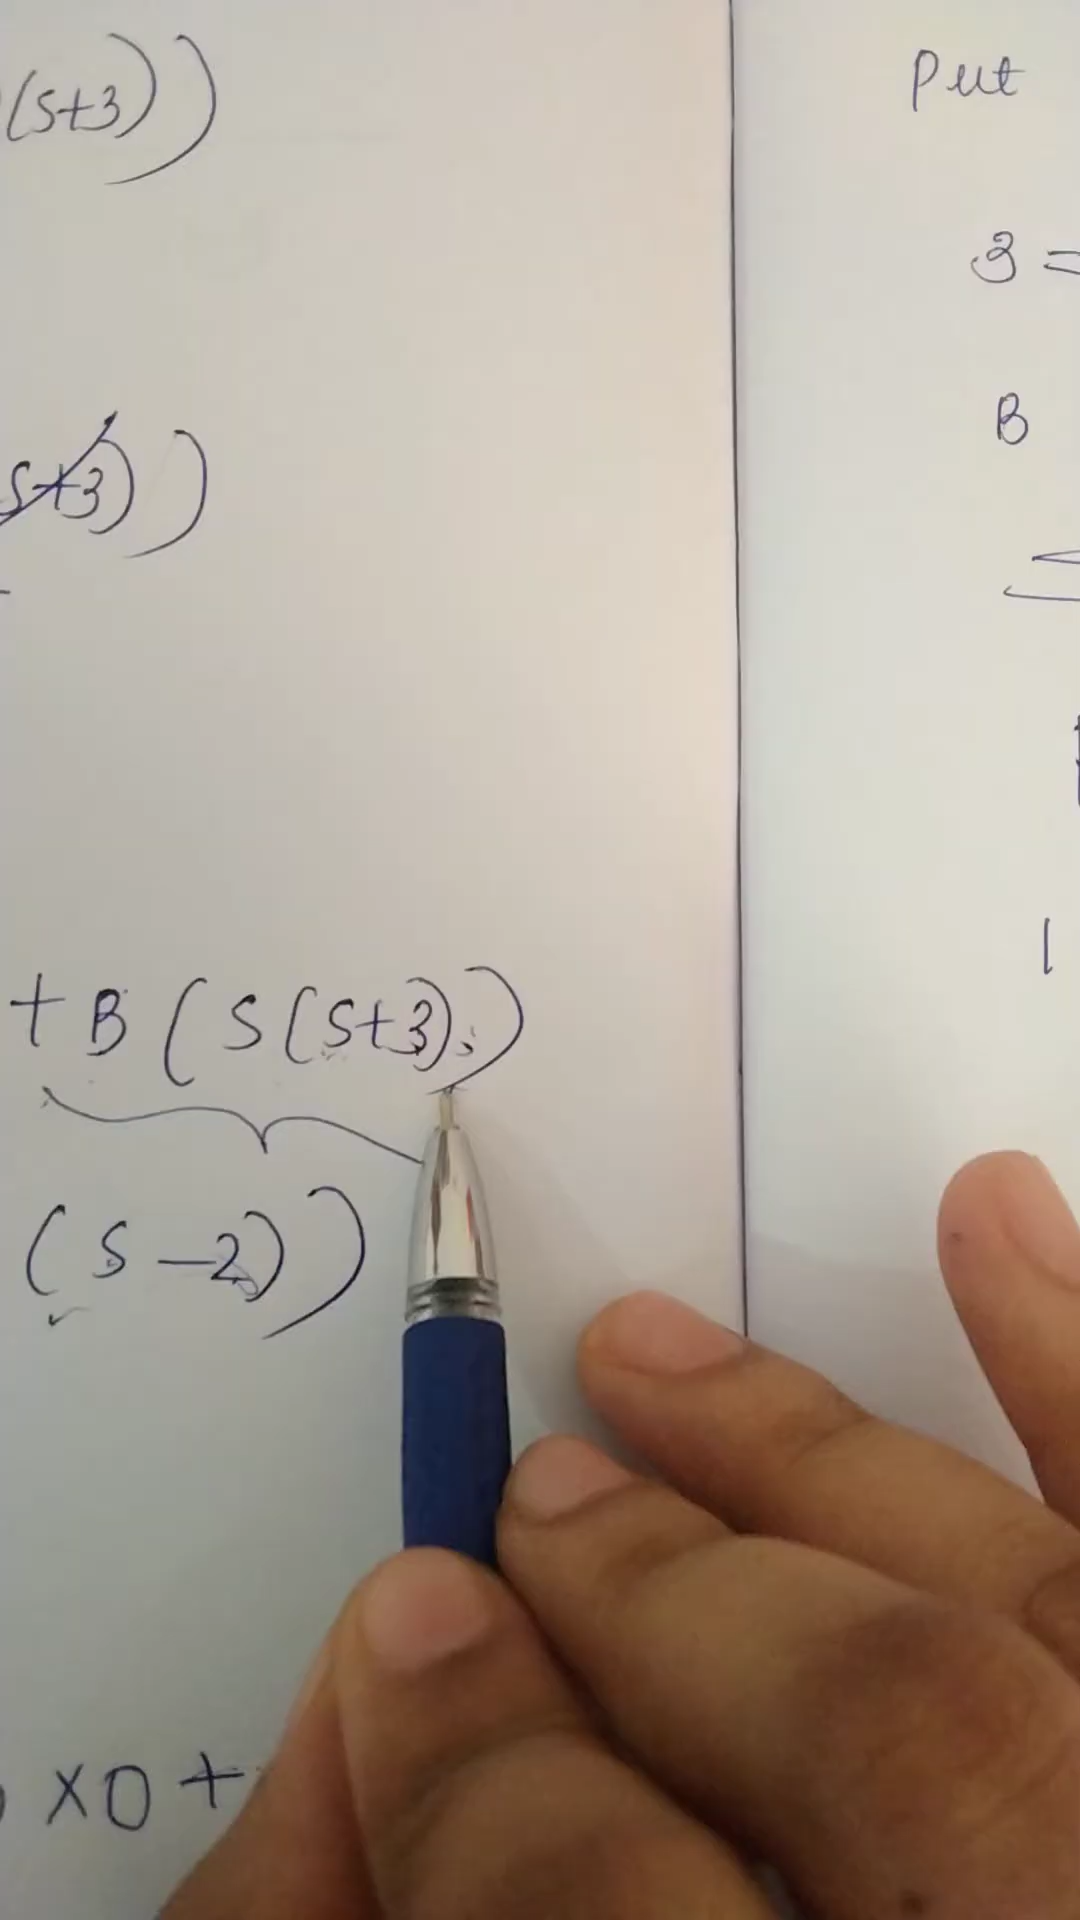 (S+3))
S+3))
+ B ( S (S+3) )
( S - 2 ) )
x 0 +
Put
3 =
B
1